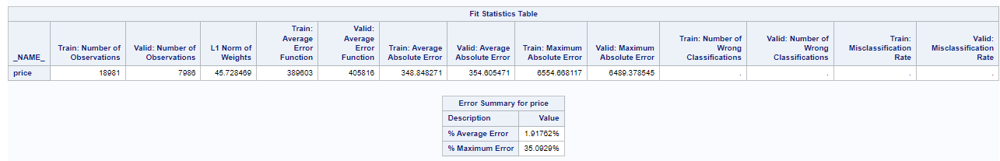 Fit Statistics Table
_NAME_ Train: Number of Observations Valid: Number of Observations L1 Norm of Weights Train: Average Error Function Valid: Average Error Function Train: Average Absolute Error Valid: Average Absolute Error Train: Maximum Absolute Error Valid: Maximum Absolute Error Train: Number of Wrong Classifications Valid: Number of Wrong Classifications Train: Misclassification Rate Valid: Misclassification Rate
price 18981 7986 45.728469 389603 405816 348.848271 354.605471 6554.668117 6489.378545 . . . .
Error Summary for price
Description Value
% Average Error 1.91762%
% Maximum Error 35.0929%